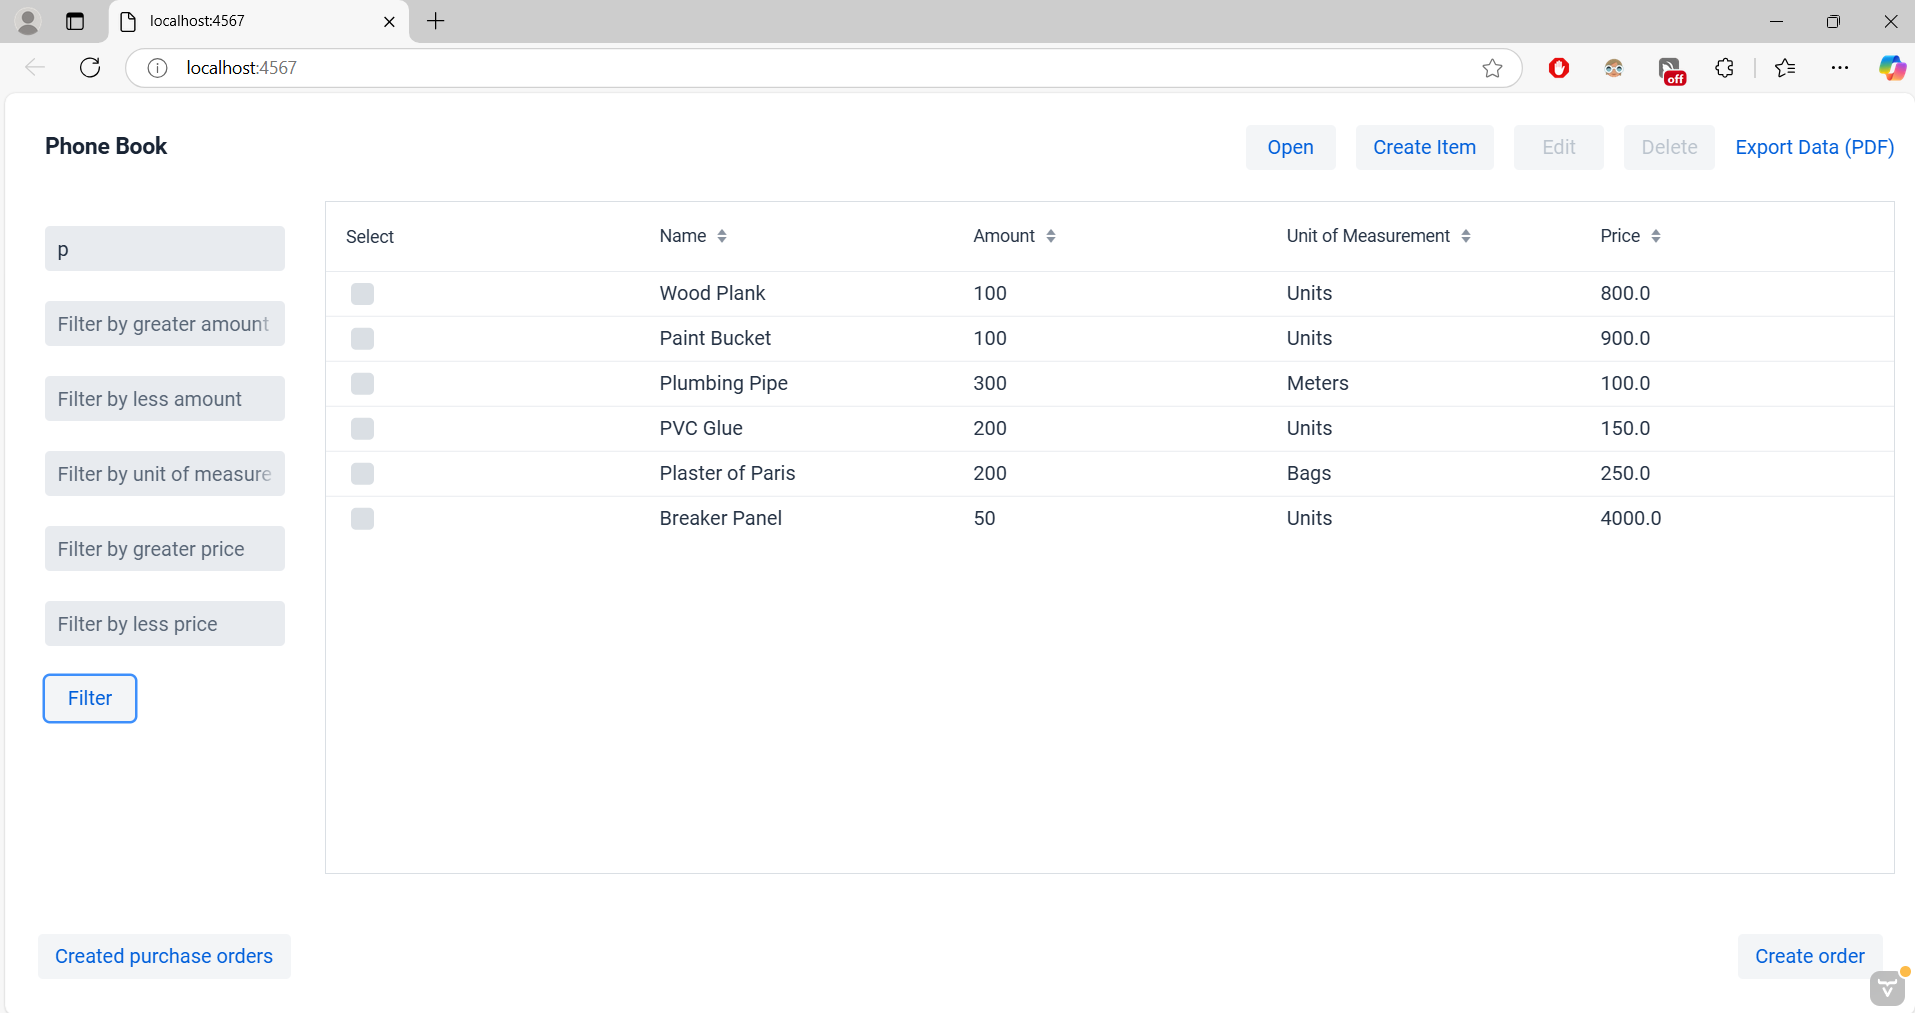 localhost:4567
localhost:4567
off
Phone Book
Open Create Item Edit Delete Export Data (PDF)
p
Filter by greater amount
Filter by less amount
Filter by unit of measure
Filter by greater price
Filter by less price
Filter
Select Name Amount Unit of Measurement Price
Wood Plank 100 Units 800.0
Paint Bucket 100 Units 900.0
Plumbing Pipe 300 Meters 100.0
PVC Glue 200 Units 150.0
Plaster of Paris 200 Bags 250.0
Breaker Panel 50 Units 4000.0
Created purchase orders Create order